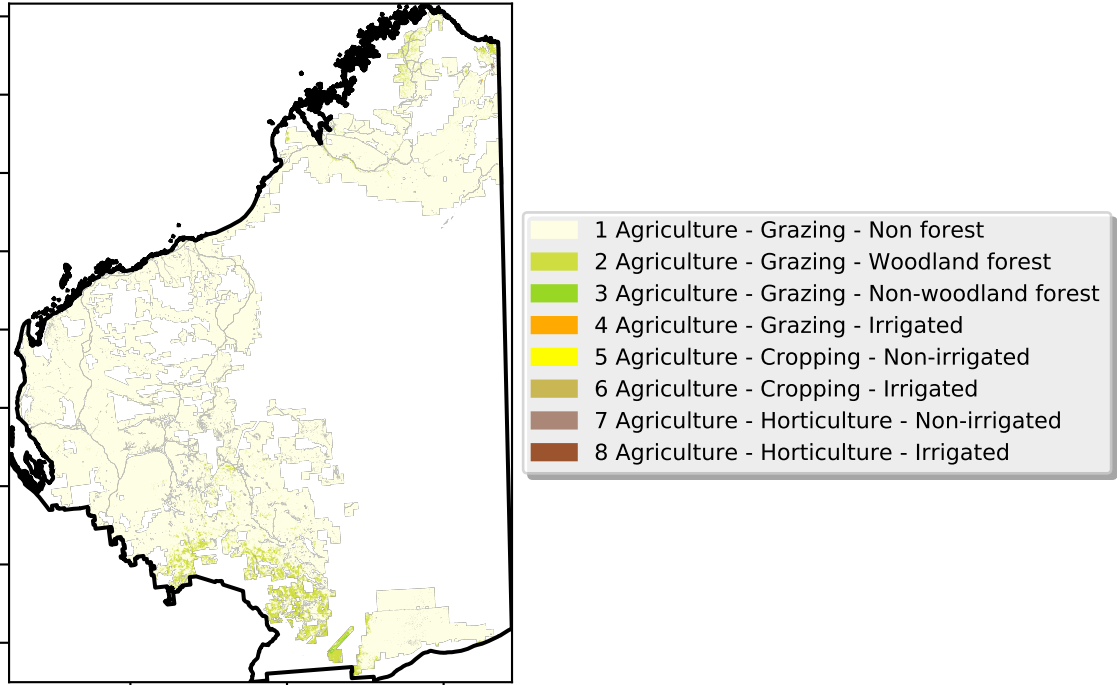 1 Agriculture - Grazing - Non forest
2 Agriculture - Grazing - Woodland forest
3 Agriculture - Grazing - Non-woodland forest
4 Agriculture - Grazing - Irrigated
5 Agriculture - Cropping - Non-irrigated
6 Agriculture - Cropping - Irrigated
7 Agriculture - Horticulture - Non-irrigated
8 Agriculture - Horticulture - Irrigated